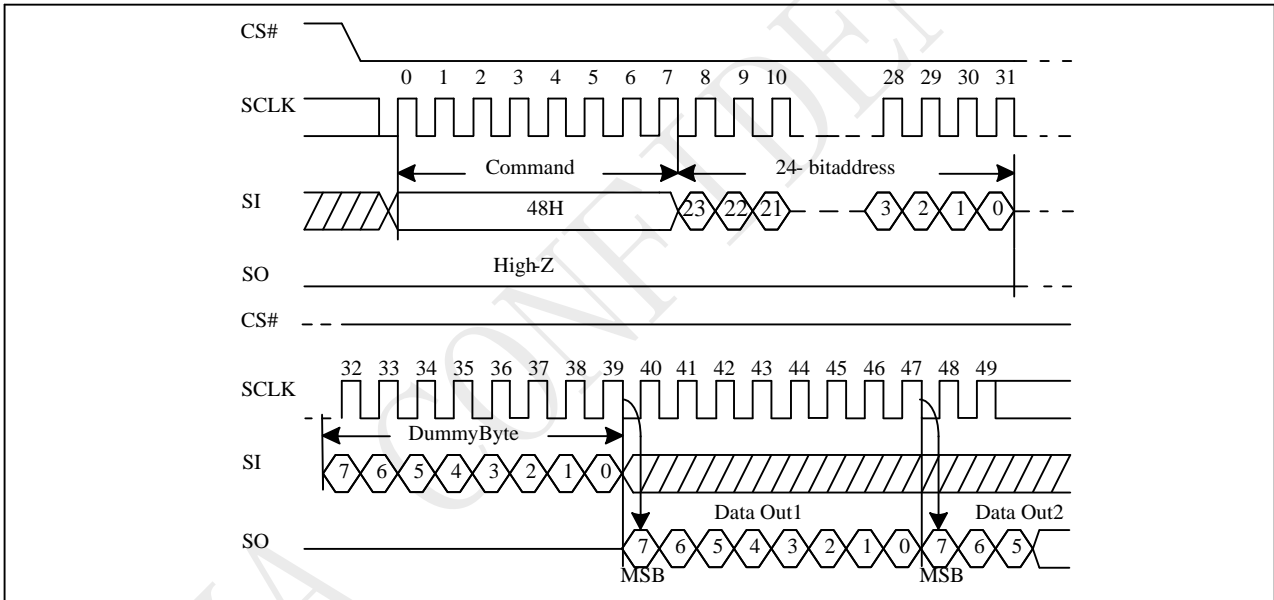 CS#
0 1 2 3 4 5 6 7 8 9 10 28 29 30 31
SCLK
Command 24- bitaddress
SI 48H 23 22 21 3 2 1 0
High-Z
SO
CS#
32 33 34 35 36 37 38 39 40 41 42 43 44 45 46 47 48 49
SCLK
DummyByte
SI 7 6 5 4 3 2 1 0
Data Out1 Data Out2
SO 7 6 5 4 3 2 1 0 7 6 5
MSB MSB
CONFIDEN